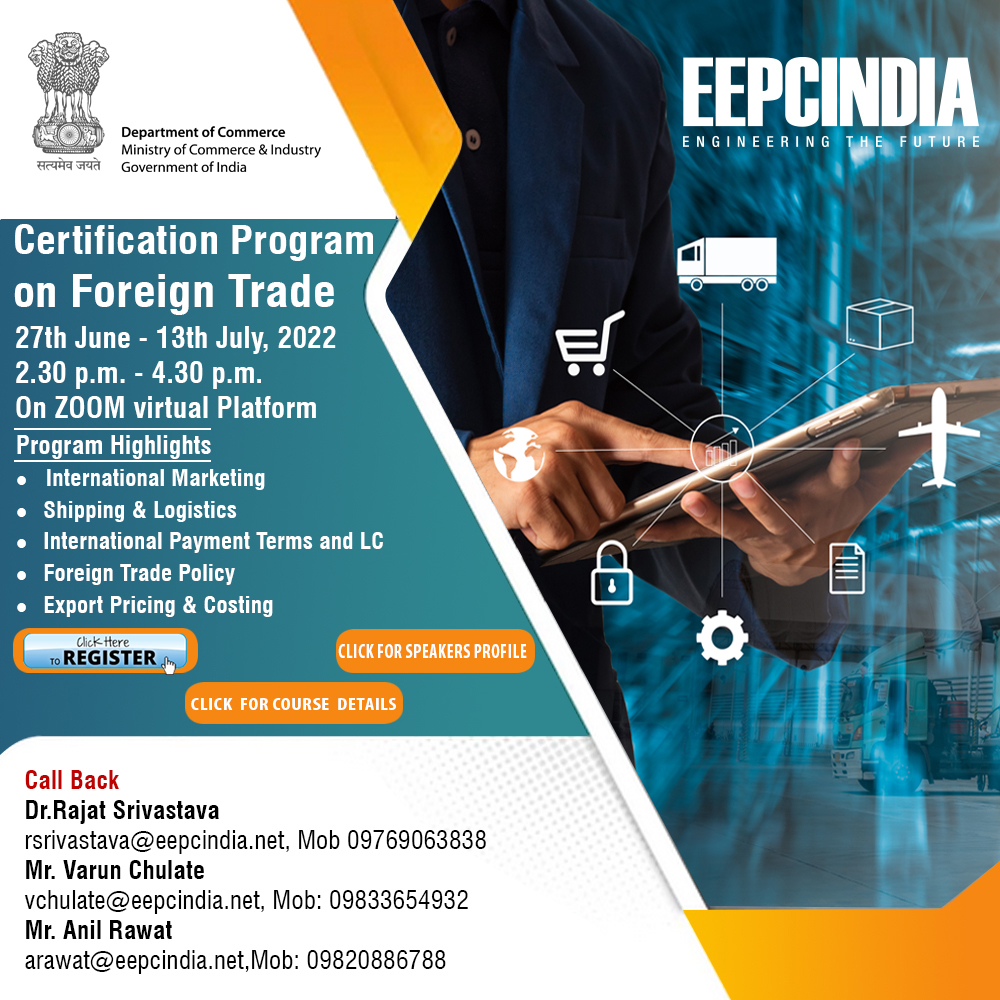 सत्यमेव जयते
Department of Commerce
Ministry of Commerce & Industry
Government of India
EEPCINDIA
ENGINEERING THE FUTURE
Certification Program
on Foreign Trade
27th June - 13th July, 2022
2.30 p.m. - 4.30 p.m.
On ZOOM virtual Platform
Program Highlights
• International Marketing
• Shipping & Logistics
• International Payment Terms and LC
• Foreign Trade Policy
• Export Pricing & Costing
Click Here
TO REGISTER
CLICK FOR SPEAKERS PROFILE
CLICK FOR COURSE DETAILS
Call Back
Dr.Rajat Srivastava
rsrivastava@eepcindia.net, Mob 09769063838
Mr. Varun Chulate
vchulate@eepcindia.net, Mob: 09833654932
Mr. Anil Rawat
arawat@eepcindia.net,Mob: 09820886788